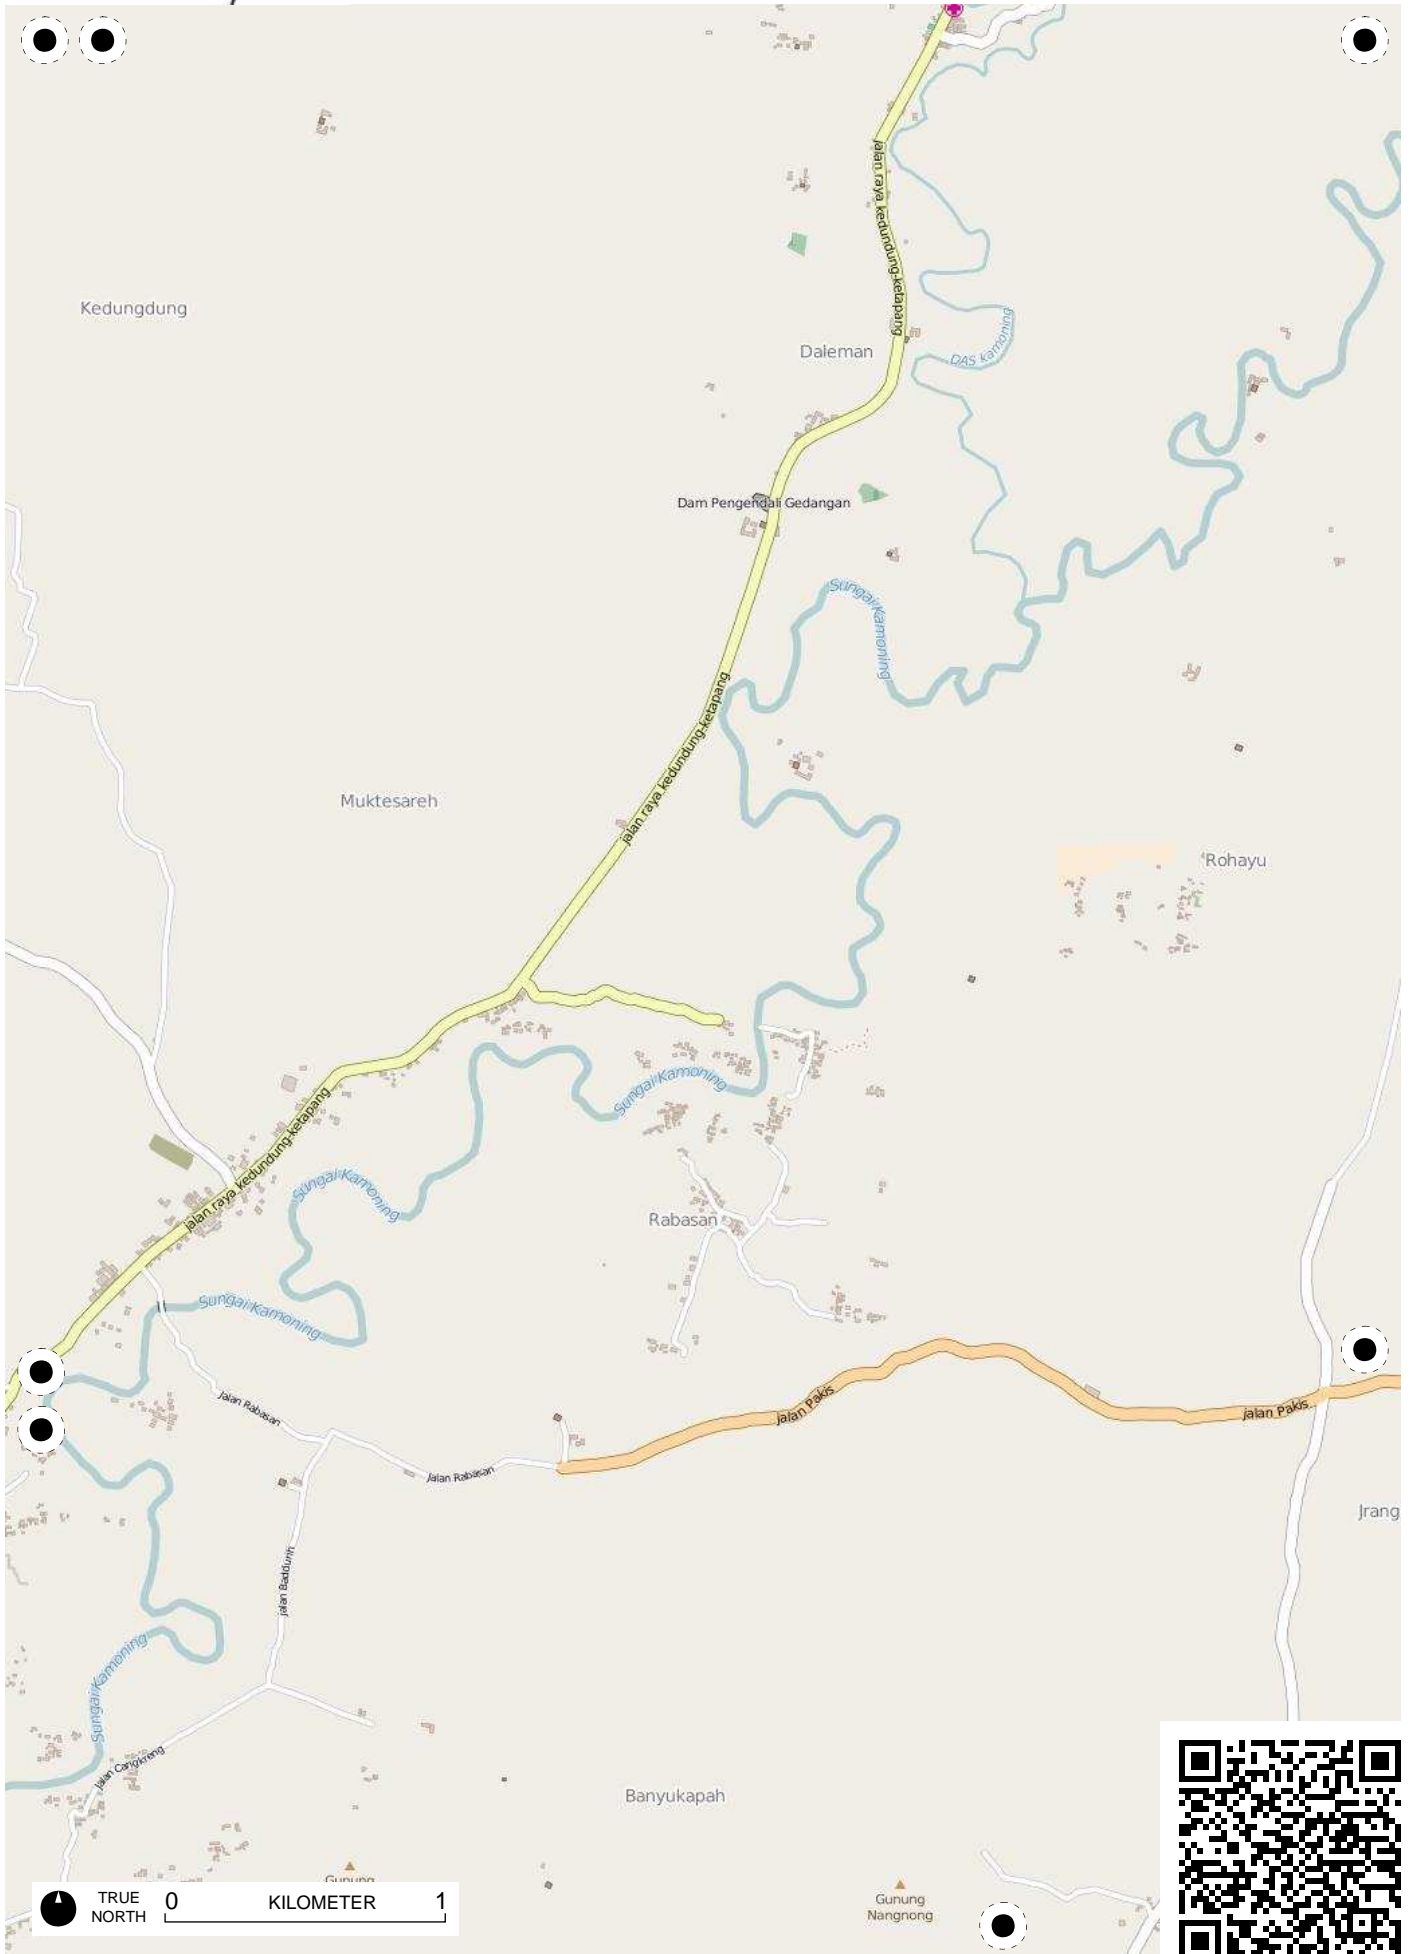 jalan raya kedundung-ketapang
Kedungdung
DAS kamoning
Daleman
Dam Pengendali Gedangan
Sungai Kamoning
jalan raya kedundung-ketapang
Muktesareh
Rohayu
Sungai Kamoning
jalan raya kedundung-ketapang
Sungai Kamoning
Rabasan
Sungai Kamoning
Jalan Rabasan
jalan Pakis
jalan Pakis
Jalan Rabasan
Jrang
jalan Baddurih
Sungai Kamoning
Jalan Cangkreng
Banyukapah
Gunung
Gunung
Nangnong
TRUE
NORTH
0 KILOMETER 1